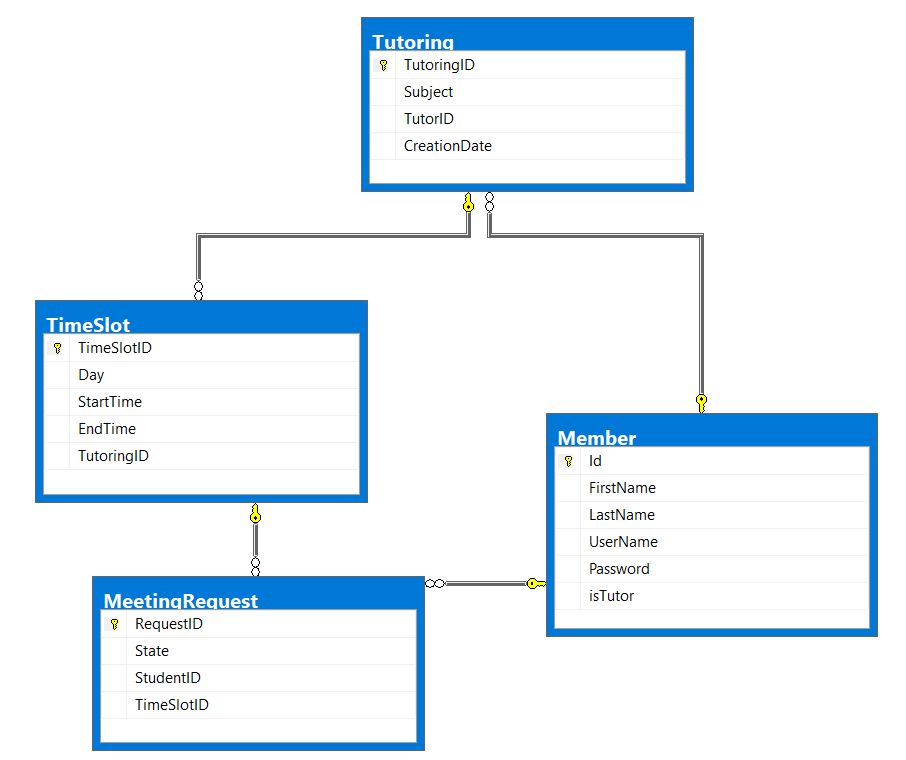 Tutoring
TutoringID
Subject
TutorID
CreationDate
TimeSlot
TimeSlotID
Day
StartTime
EndTime
TutoringID
Member
Id
FirstName
LastName
UserName
Password
isTutor
MeetingRequest
RequestID
State
StudentID
TimeSlotID